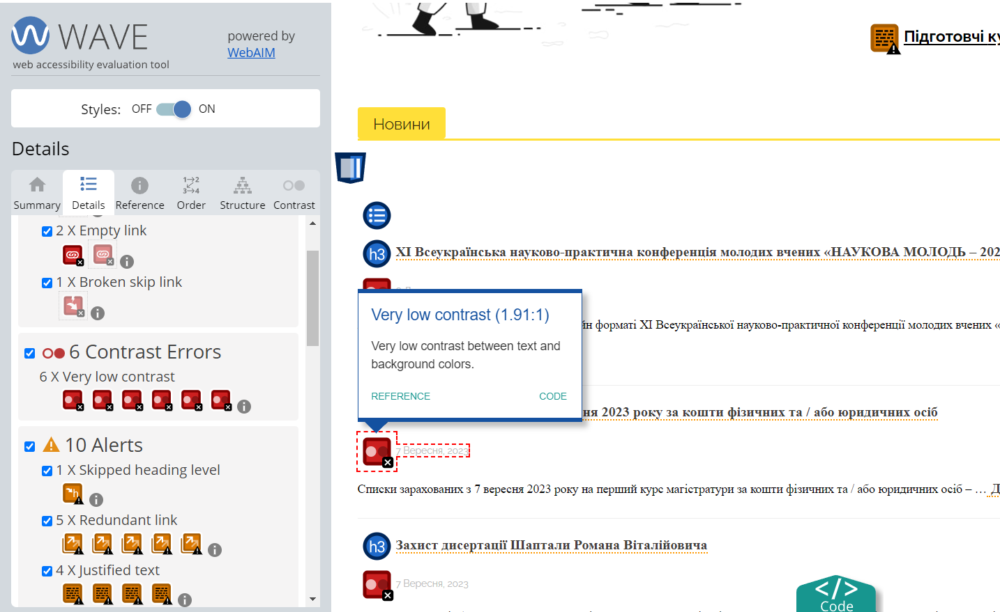 WAVE
powered by
WebAIM
web accessibility evaluation tool
Styles: OFF ON
Details
Summary Details Reference Order Structure Contrast
2 X Empty link
1 X Broken skip link
6 Contrast Errors
6 X Very low contrast
10 Alerts
1 X Skipped heading level
5 X Redundant link
4 X Justified text
Підготовчі
Новини
h3 XI Всеукраїнська науково-практична конференція молодих вчених «НАУКОВА МОЛОДЬ –
Very low contrast (1.91:1)
Very low contrast between text and
background colors.
REFERENCE CODE
форматі XI Всеукраїнської науково-практичної конференції молодих вчених «
2023 року за кошти фізичних та / або юридичних осіб
7 Вересня, 2023
Списки зарахованих з 7 вересня 2023 року на перший курс магістратури за кошти фізичних та / або юридичних осіб – …
h3 Захист дисертації Шаптали Романа Віталійовича
7 Вересня, 2023
</>
Code